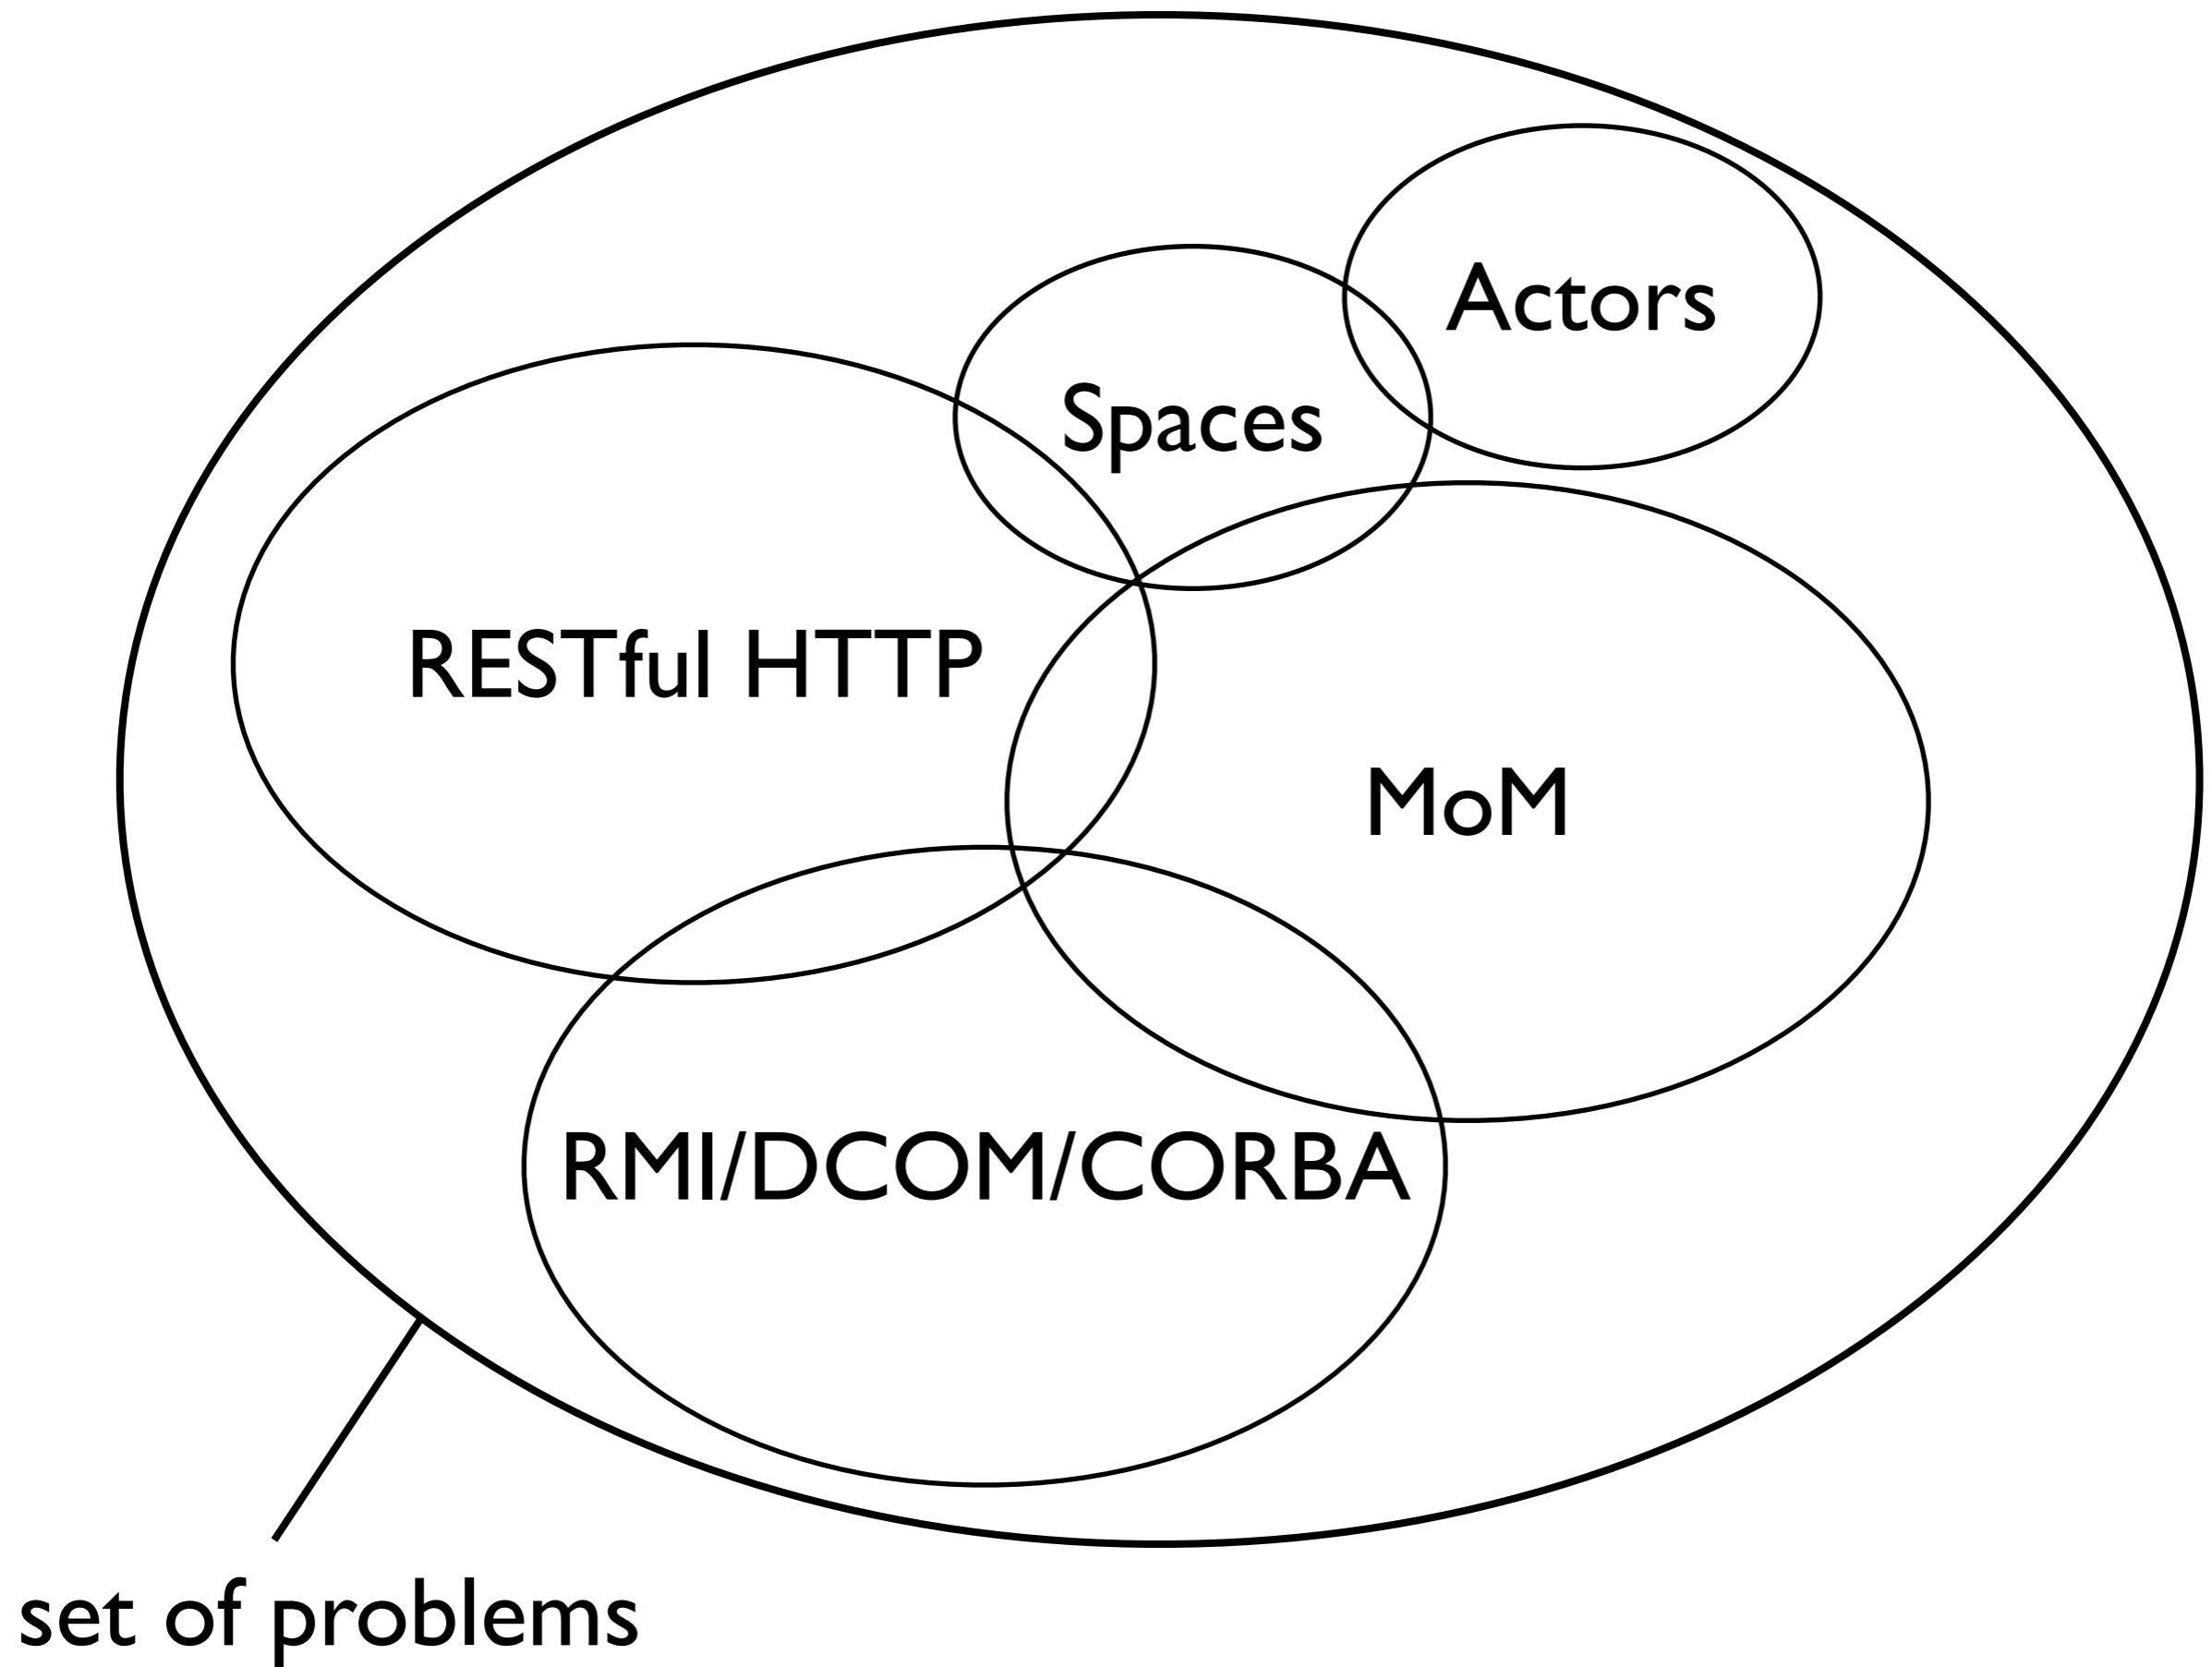 Actors
Spaces
RESTful HTTP
MoM
RMI/DCOM/CORBA
set of problems